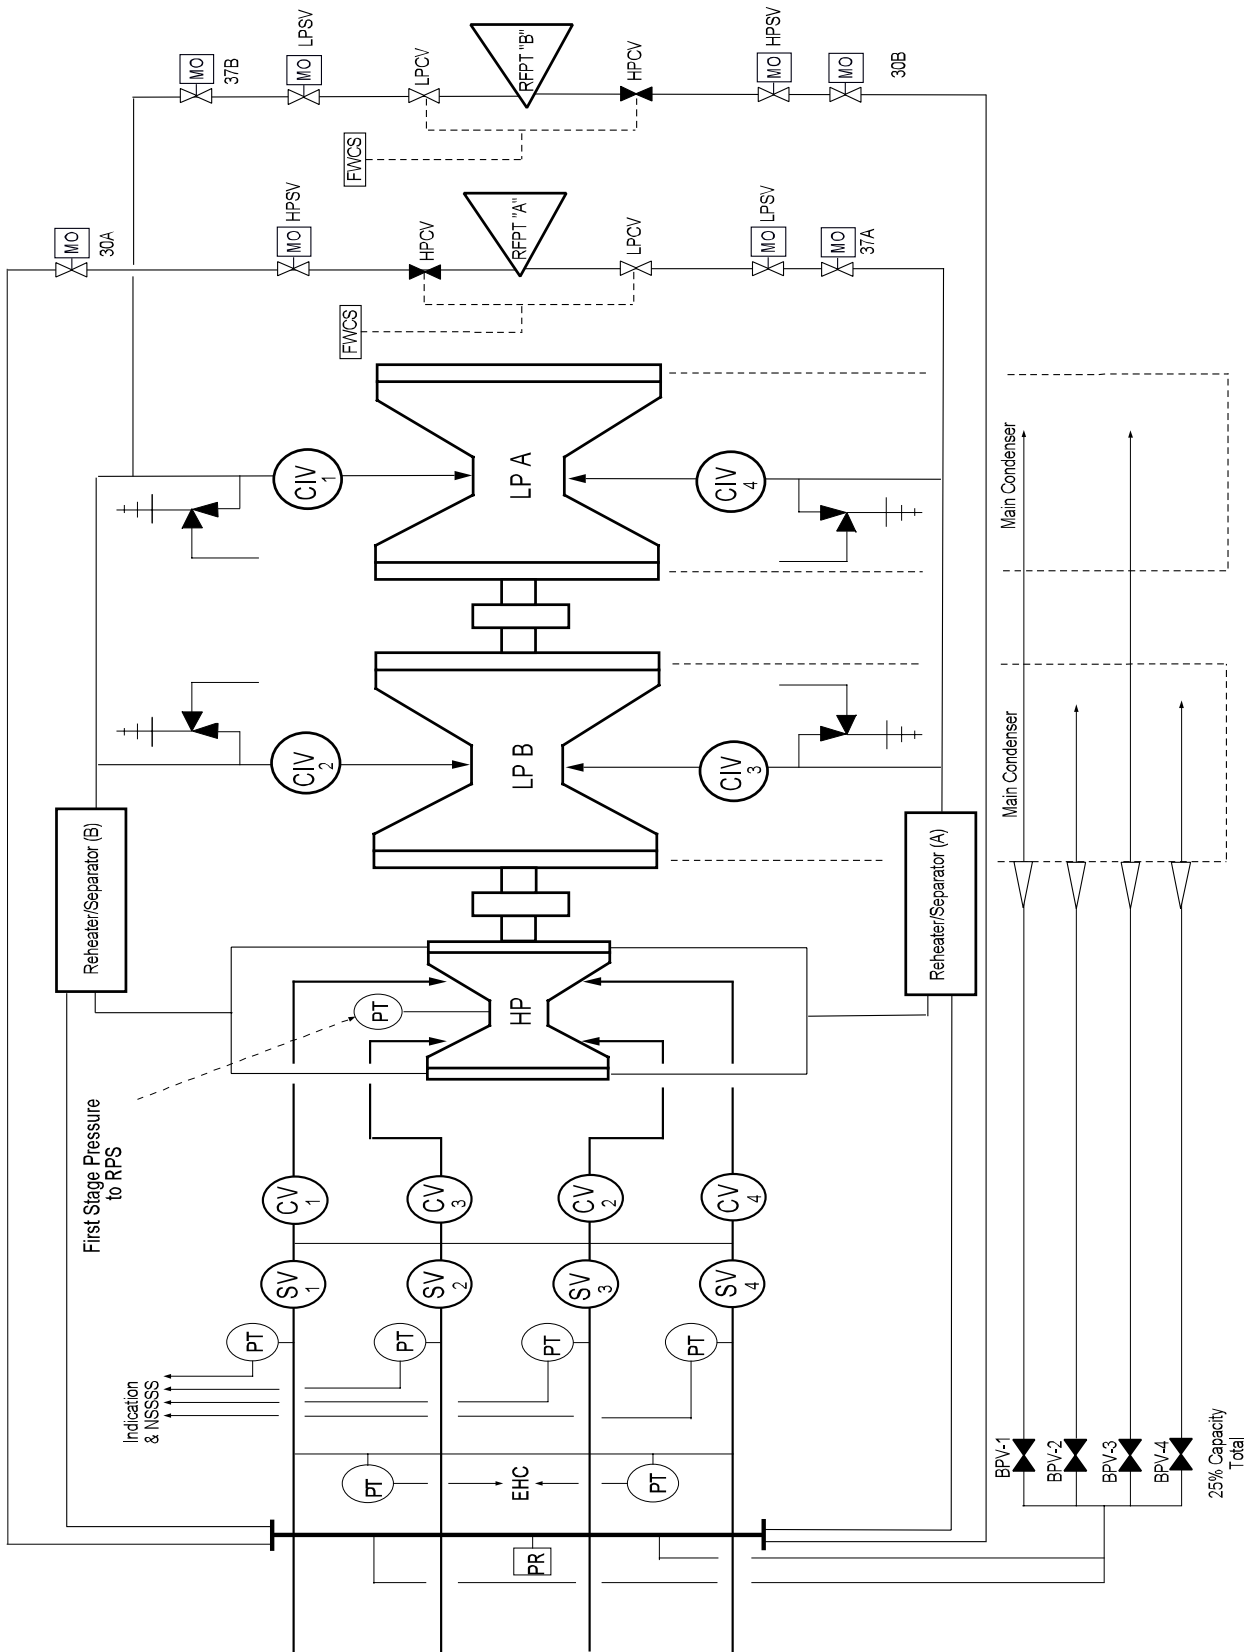 MO
30A
Reheater/Separator (B)
First Stage Pressure
to RPS
Indication
& NSSSS
MO
37B
PT
SV
1
CV
1
CIV
2
CIV
1
MO
HPSV
MO
LPSV
FWCS
FWCS
PT
PT
PT
SV
2
CV
3
HPCV
LPCV
EHC
PR
HP
LP B
LP A
RFPT "A"
RFPT "B"
PT
SV
3
CV
2
LPCV
HPCV
PT
PT
SV
4
CV
4
CIV
3
CIV
4
MO
LPSV
MO
HPSV
MO
37A
MO
30B
Reheater/Separator (A)
Main Condenser
Main Condenser
BPV-1
BPV-2
BPV-3
BPV-4
25% Capacity
Total